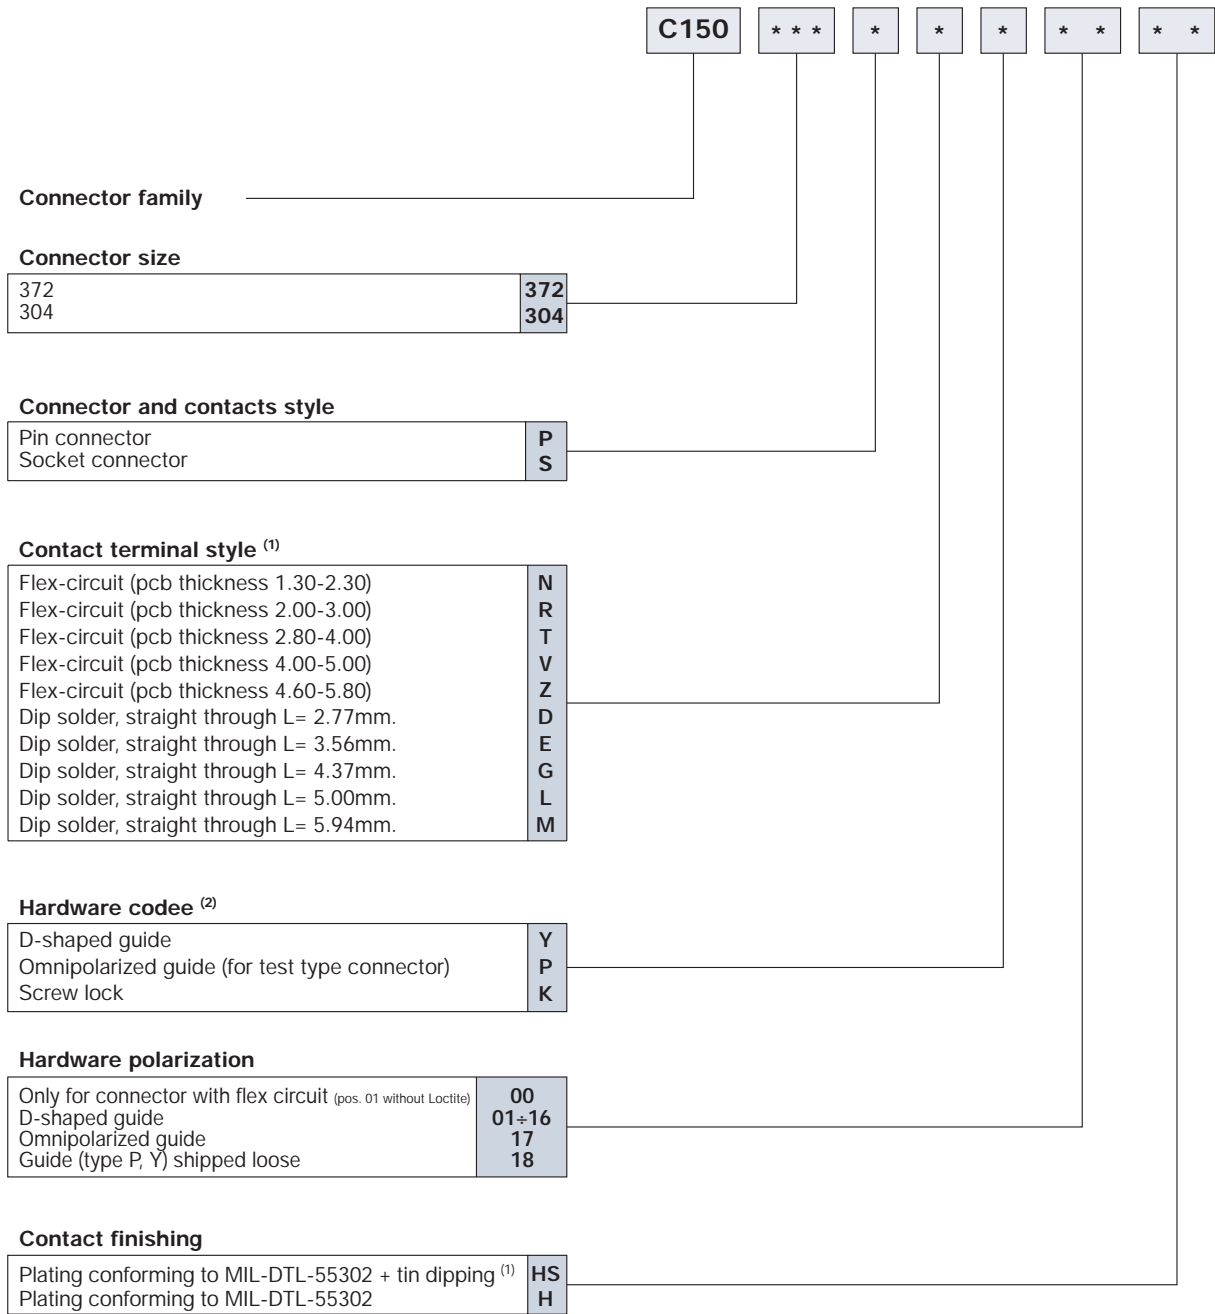 C150 * * * * * * * * * *
Connector family
Connector size
372 372
304 304
Connector and contacts style
Pin connector P
Socket connector S
Contact terminal style (1)
Flex-circuit (pcb thickness 1.30-2.30) N
Flex-circuit (pcb thickness 2.00-3.00) R
Flex-circuit (pcb thickness 2.80-4.00) T
Flex-circuit (pcb thickness 4.00-5.00) V
Flex-circuit (pcb thickness 4.60-5.80) Z
Dip solder, straight through L= 2.77mm. D
Dip solder, straight through L= 3.56mm. E
Dip solder, straight through L= 4.37mm. G
Dip solder, straight through L= 5.00mm. L
Dip solder, straight through L= 5.94mm. M
Hardware codee (2)
D-shaped guide Y
Omnipolarized guide (for test type connector) P
Screw lock K
Hardware polarization
Only for connector with flex circuit (pos. 01 without Loctite) 00
D-shaped guide 01÷16
Omnipolarized guide 17
Guide (type P, Y) shipped loose 18
Contact finishing
Plating conforming to MIL-DTL-55302 + tin dipping (1) HS
Plating conforming to MIL-DTL-55302 H